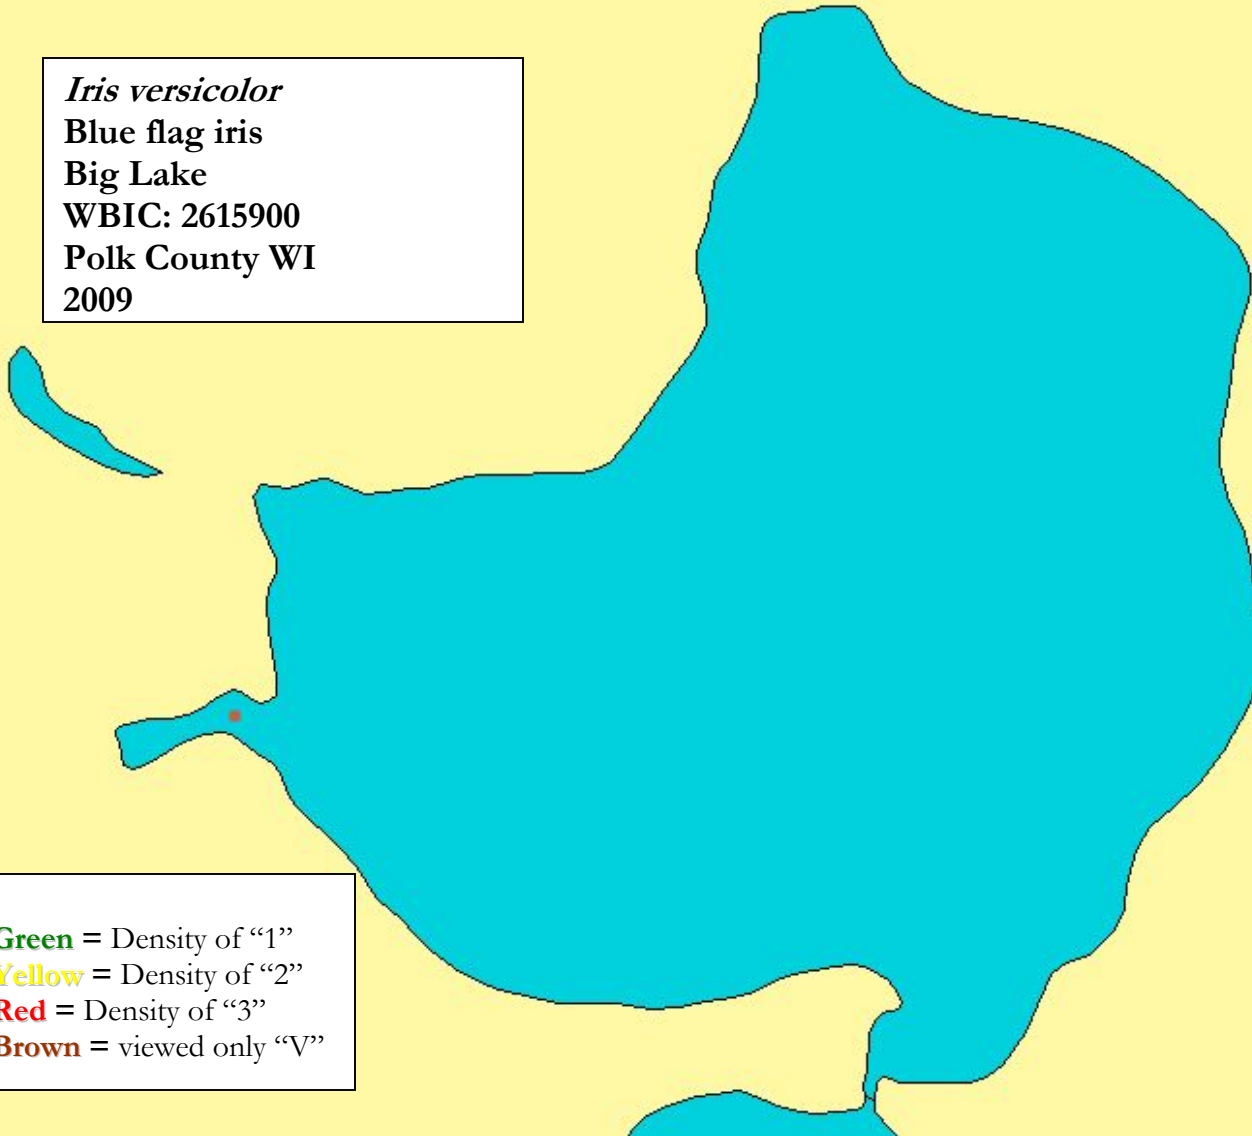 Iris versicolor
Blue flag iris
Big Lake
WBIC: 2615900
Polk County WI
2009
Green = Density of “1”
Yellow = Density of “2”
Red = Density of “3”
Brown = viewed only “V”